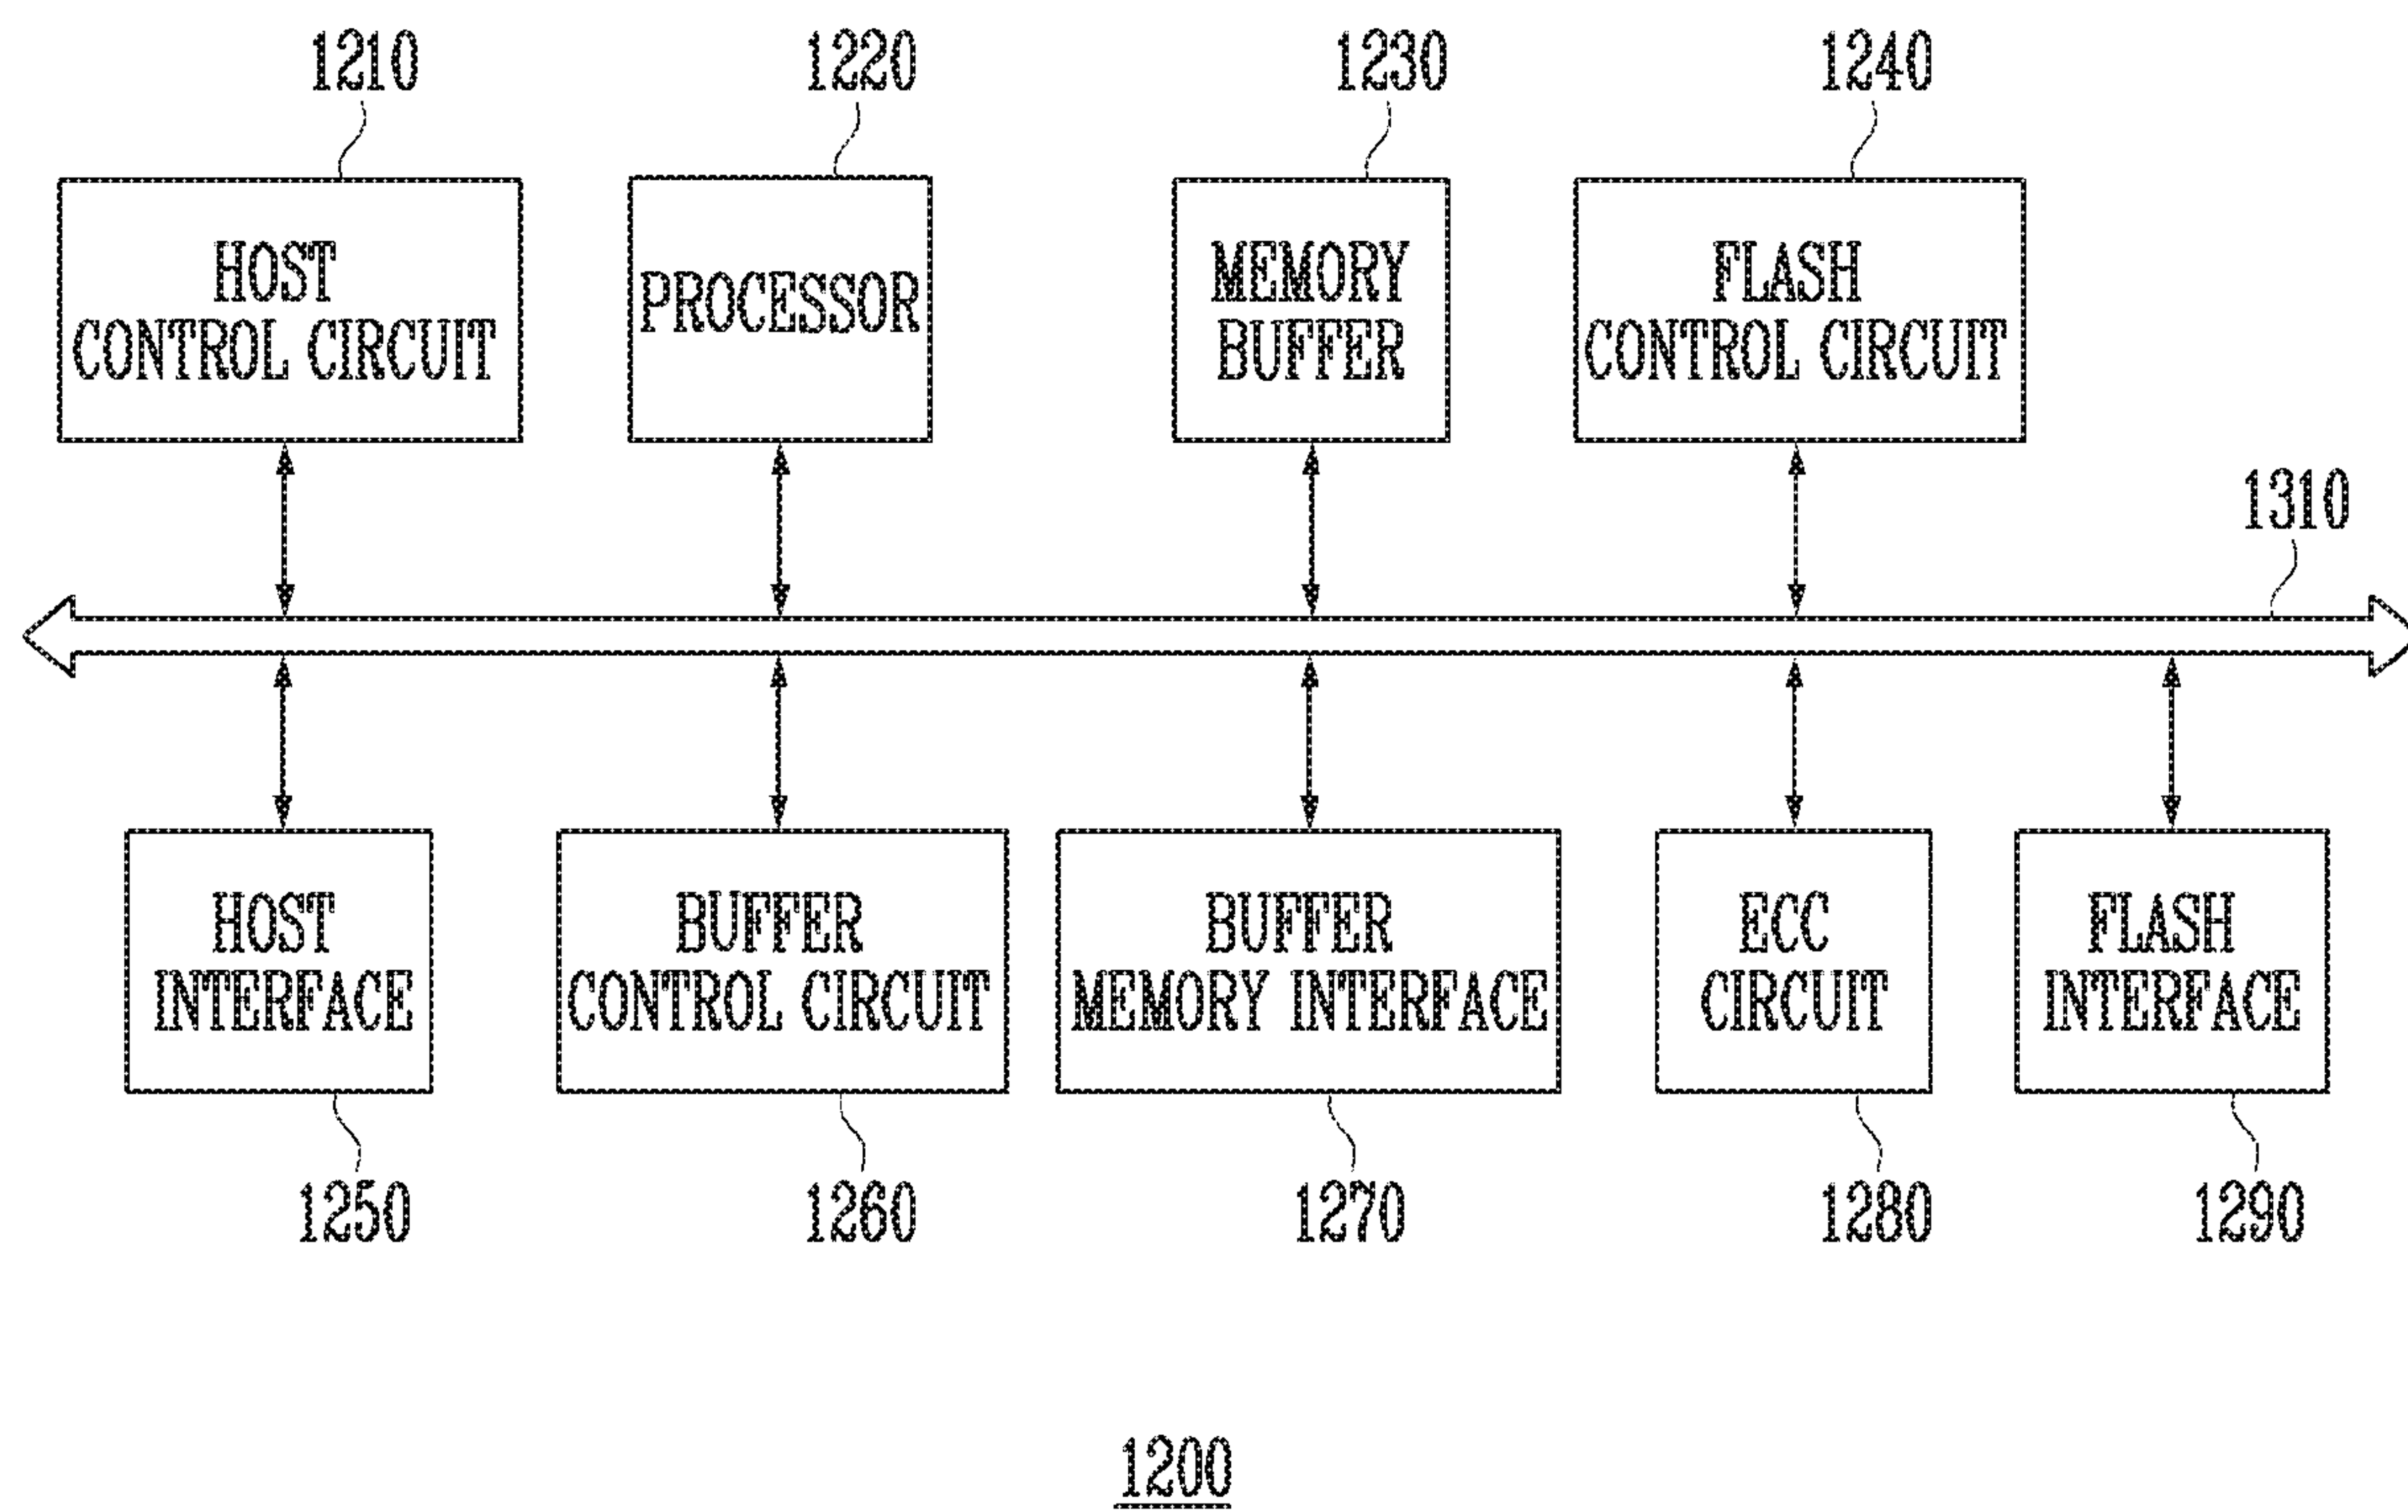 1210
1220
1230
1240
HOST
CONTROL CIRCUIT
PROCESSOR
MEMORY
BUFFER
FLASH
CONTROL CIRCUIT
1310
HOST
INTERFACE
BUFFER
CONTROL CIRCUIT
BUFFER
MEMORY INTERFACE
ECC
CIRCUIT
FLASH
INTERFACE
1250
1260
1270
1280
1290
1200